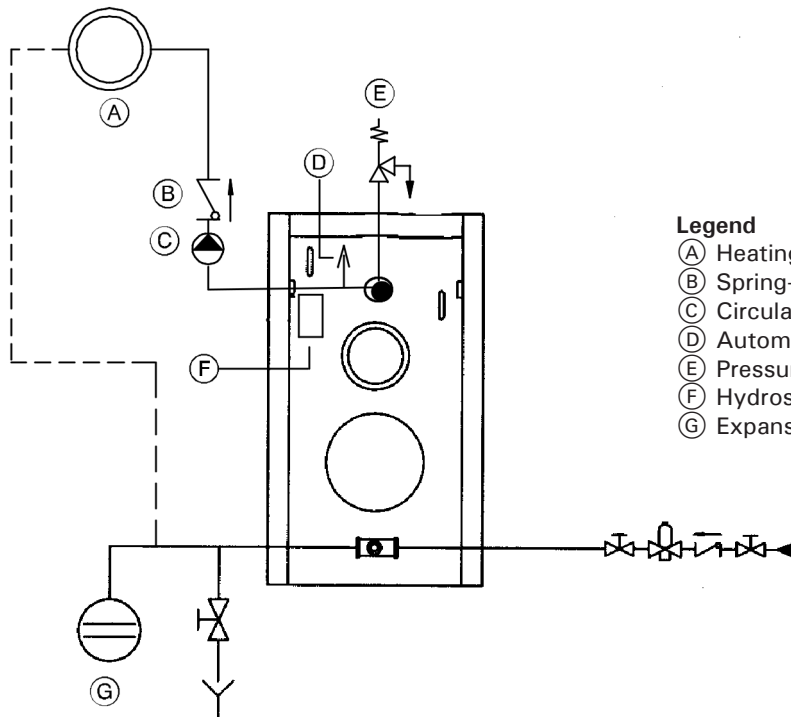 A
E
D
B
C
F
G
Legend
Ⓐ Heating
Ⓑ Spring-
Ⓒ Circula
Ⓓ Autom
Ⓔ Pressur
Ⓕ Hydros
Ⓖ Expans